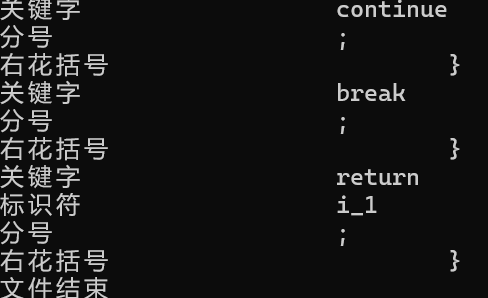 关键字 continue
分号 ;
右花括号 }
关键字 break
分号 ;
右花括号 }
关键字 return
标识符 i_1
分号 ;
右花括号 }
文件结束